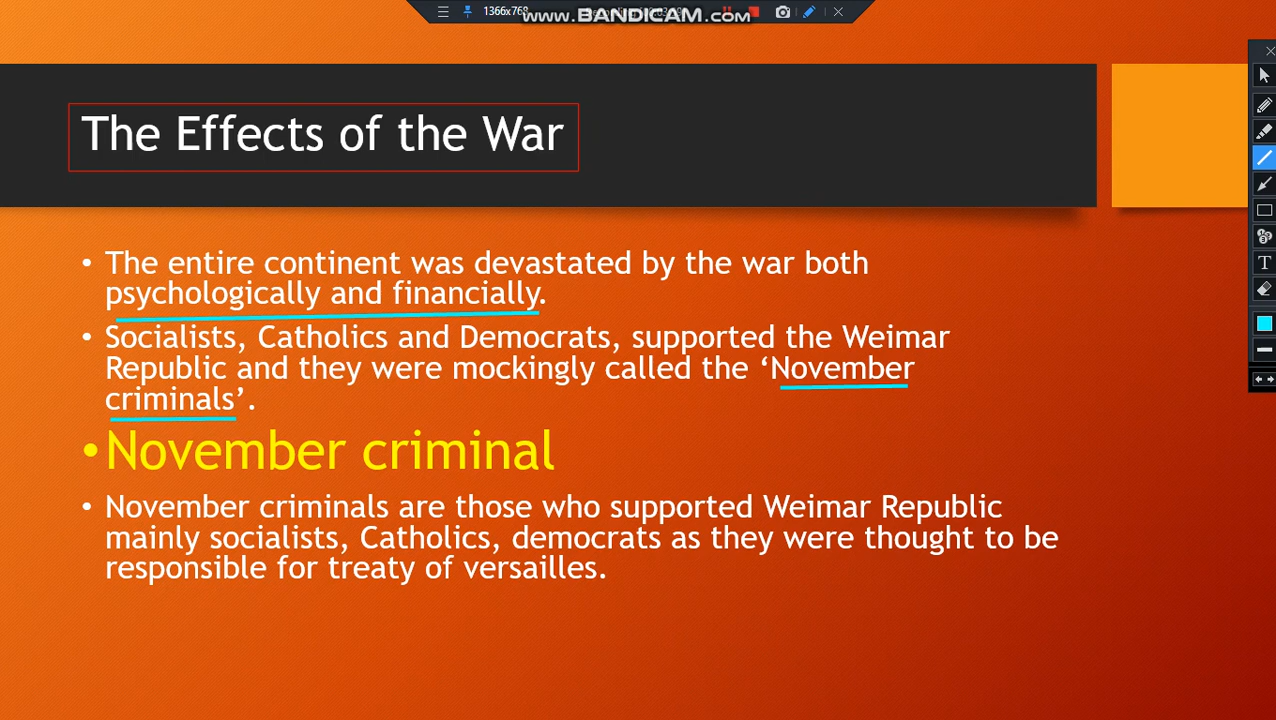 1366x768
www.BANDICAM.com
The Effects of the War
• The entire continent was devastated by the war both
psychologically and financially.
• Socialists, Catholics and Democrats, supported the Weimar
Republic and they were mockingly called the ‘November
criminals’.
•November criminal
• November criminals are those who supported Weimar Republic
mainly socialists, Catholics, democrats as they were thought to be
responsible for treaty of versailles.
T